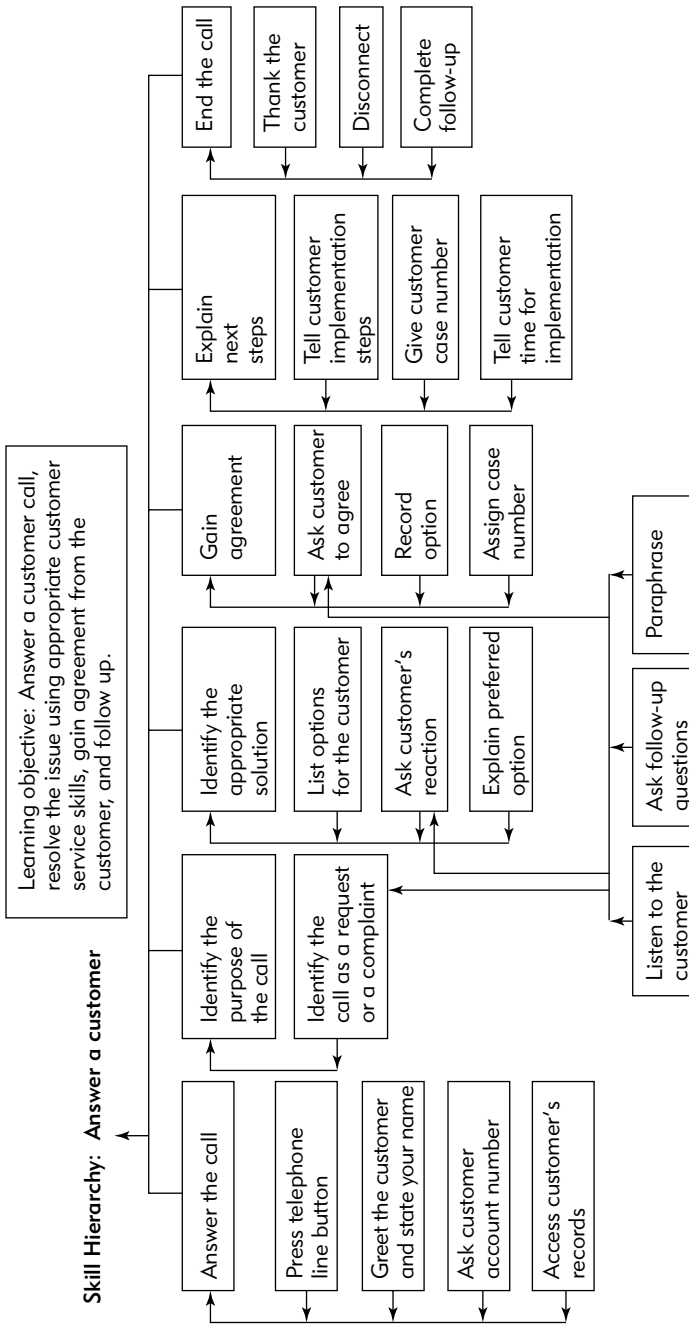 Learning objective: Answer a customer call,
resolve the issue using appropriate customer
service skills, gain agreement from the
customer, and follow up.
Skill Hierarchy: Answer a customer
Answer the call
Press telephone
line button
Greet the customer
and state your name
Ask customer
account number
Access customer's
records
Identify the
purpose of
the call
Identify the
call as a request
or a complaint
Identify the
appropriate
solution
List options
for the customer
Ask customer's
reaction
Explain preferred
option
Gain
agreement
Ask customer
to agree
Record
option
Assign case
number
Explain
next
steps
Tell customer
implementation
steps
Give customer
case number
Tell customer
time for
implementation
End the call
Thank the
customer
Disconnect
Complete
follow-up
Listen to the
customer
Ask follow-up
questions
Paraphrase